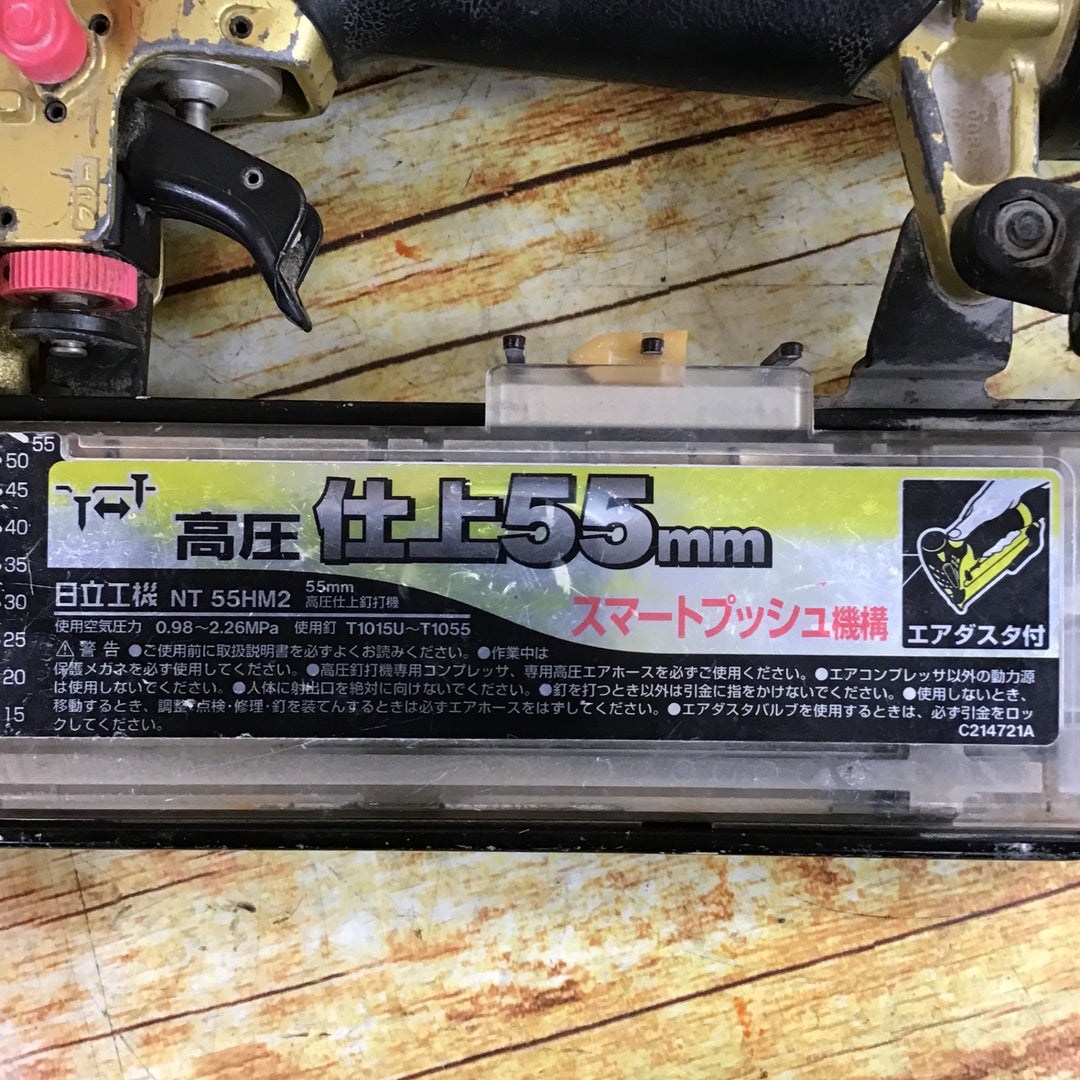 フリー
55
50
45
40
35
30
25
20
15
高圧 仕上55mm
日立工機 NT 55HM2 55mm
高圧仕上釘打機
スマートプッシュ機構
エアダスタ付
使用空気圧力 0.98～2.26MPa 使用釘 T1015U～T1055
⚠警告 ●ご使用前に取扱説明書を必ずよくお読みください。●作業中は
保護メガネを必ず使用してください。●高圧釘打機専用コンプレッサ、専用高圧エアホースを必ずご使用ください。●エアコンプレッサ以外の動力源
は使用しないでください。●人体に射出口を絶対に向けないでください。●釘を打つとき以外は引金に指をかけないでください。●使用しないとき、
移動するとき、調整・点検・修理・釘を装てんするときは必ずエアホースをはずしてください。●エアダスタバルブを使用するときは、必ず引金をロッ
クしてください。
C214721A